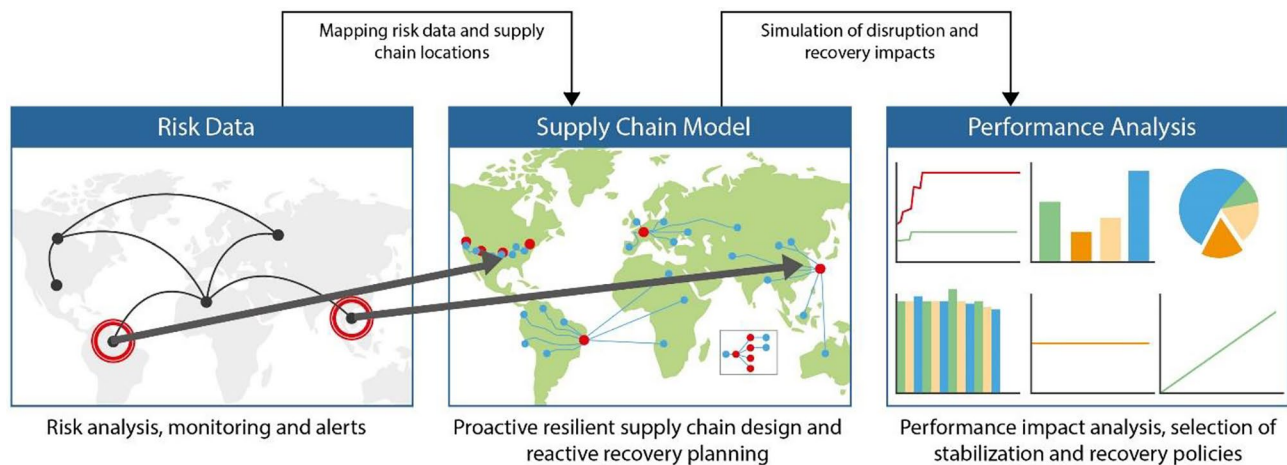 Mapping risk data and supply
chain locations
Simulation of disruption and
recovery impacts
Risk Data
Supply Chain Model
Performance Analysis
Risk analysis, monitoring and alerts
Proactive resilient supply chain design and
reactive recovery planning
Performance impact analysis, selection of
stabilization and recovery policies